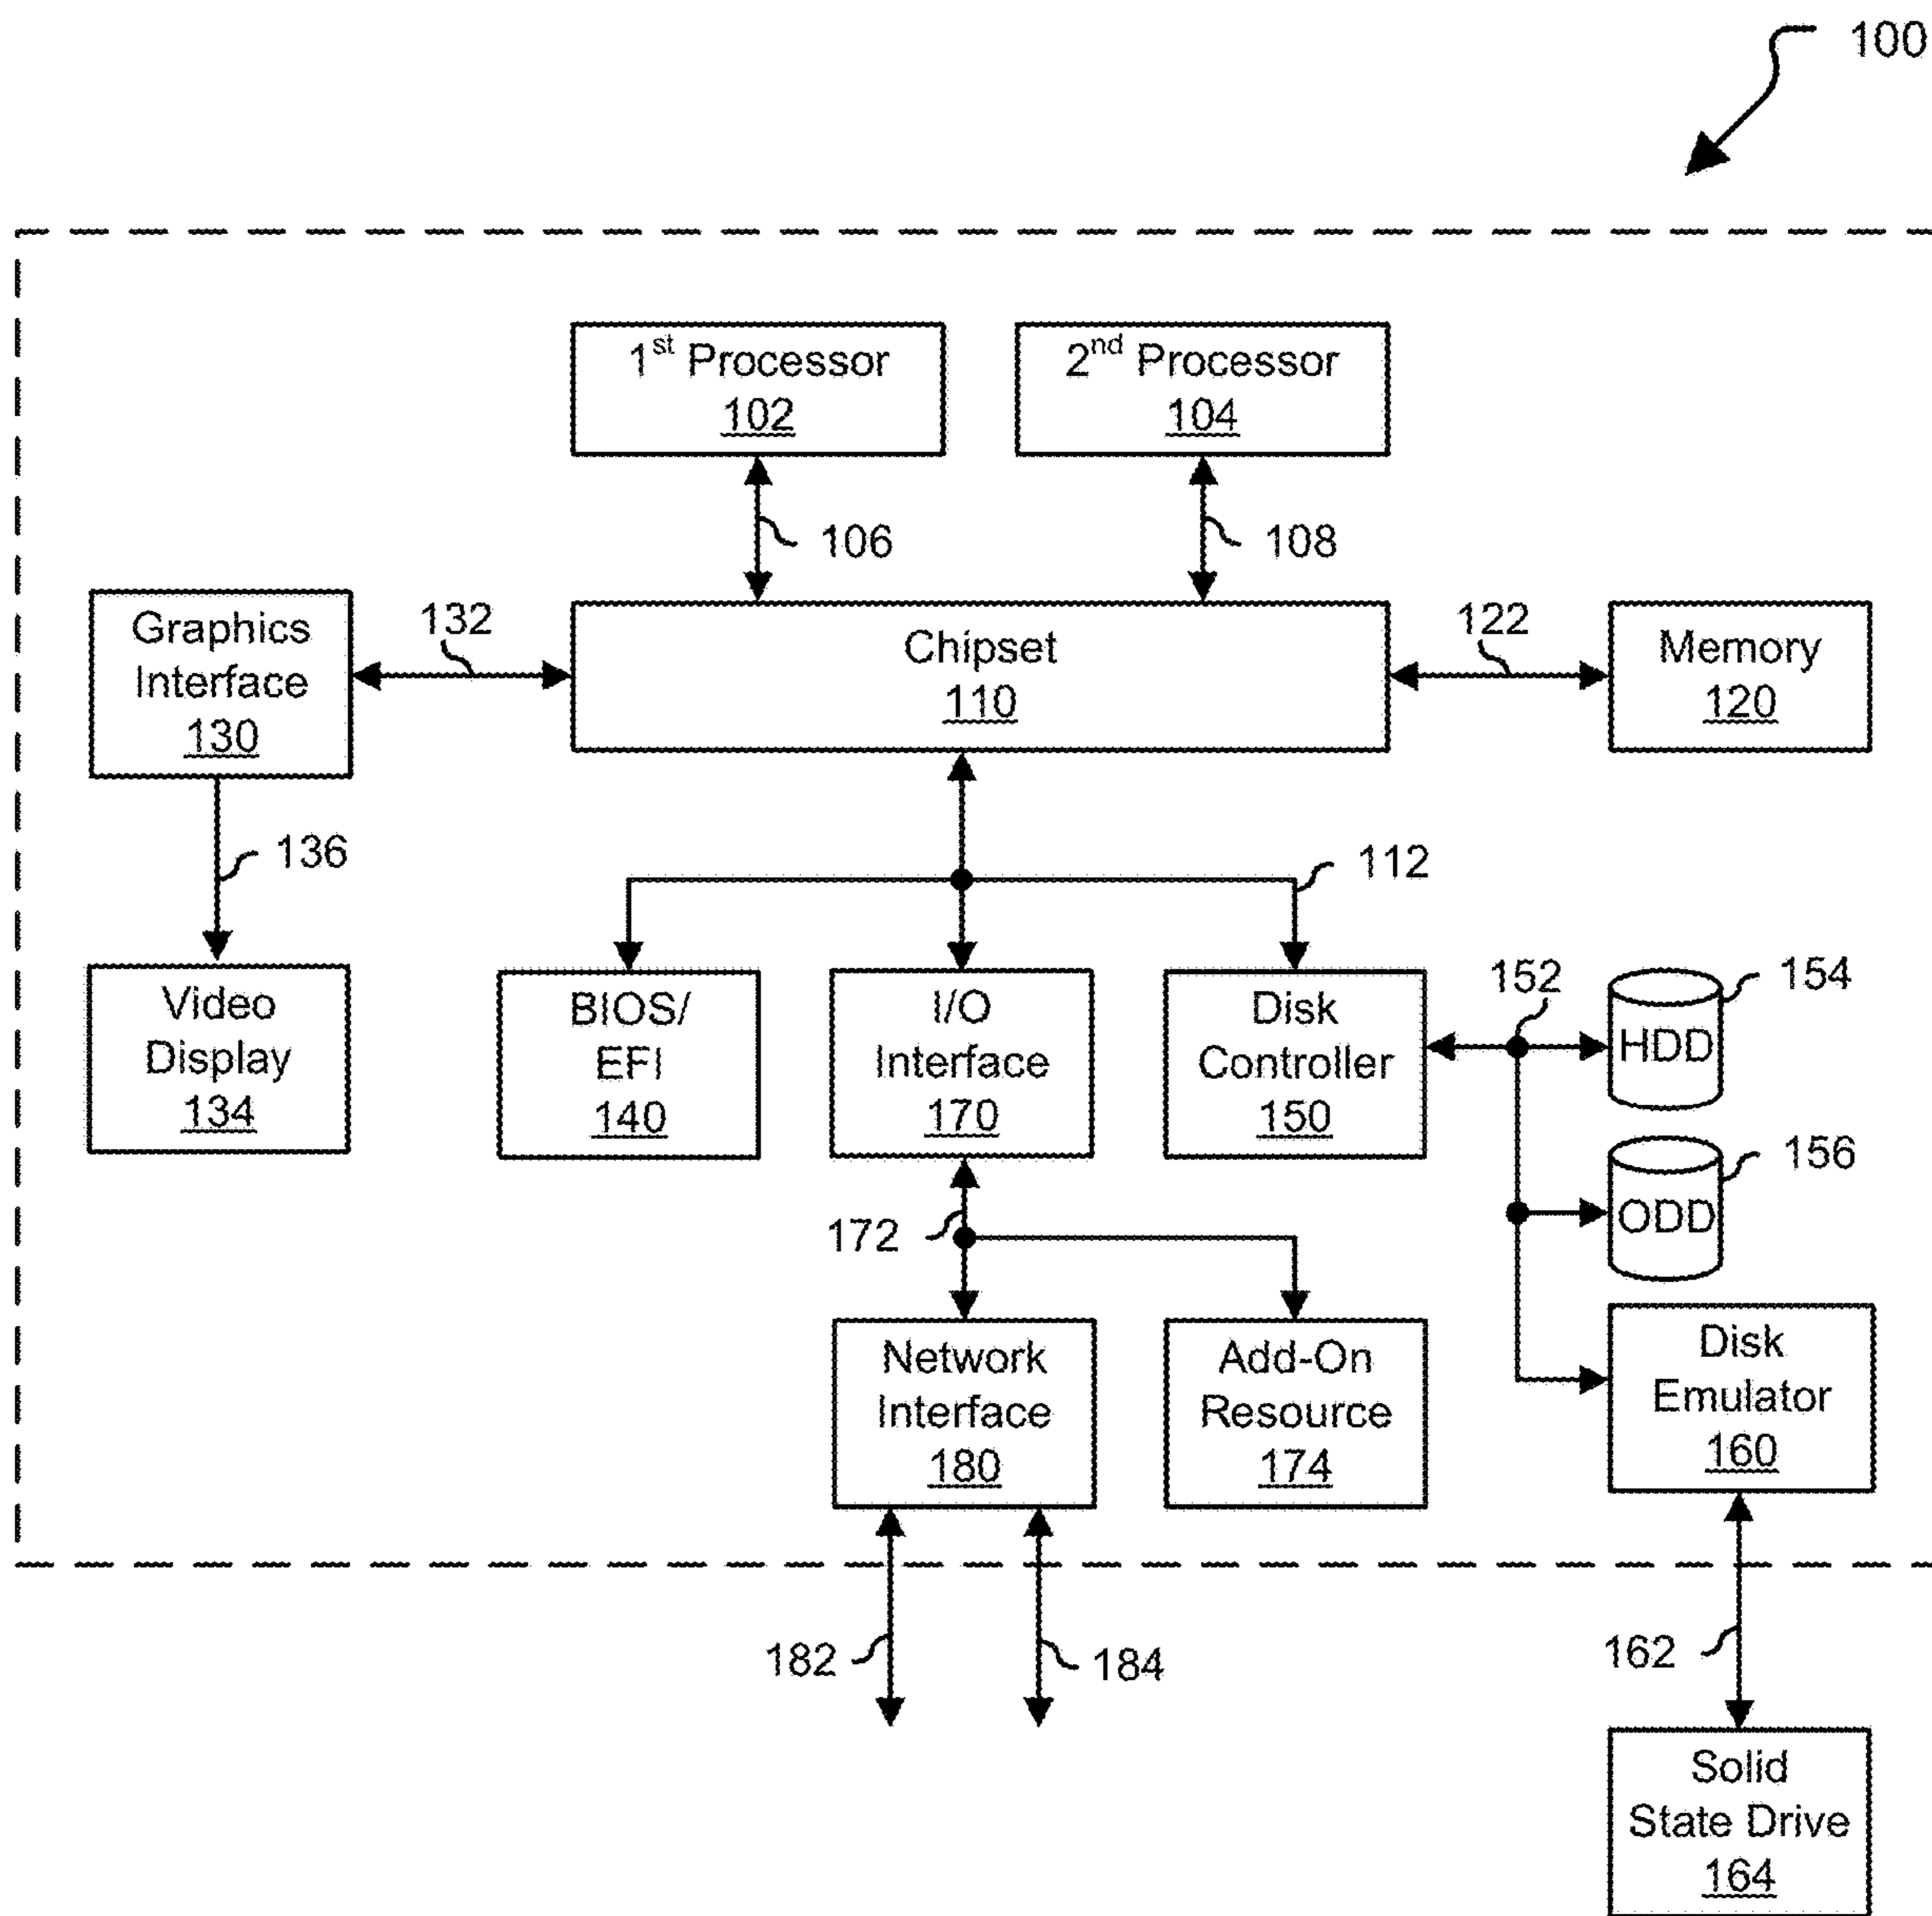 100
1st Processor
102
2nd Processor
104
106
108
Graphics
Interface
130
132
Chipset
110
122
Memory
120
136
112
Video
Display
134
BIOS/
EFI
140
I/O
Interface
170
Disk
Controller
150
152
154
HDD
156
ODD
172
Network
Interface
180
Add-On
Resource
174
Disk
Emulator
160
182
184
162
Solid
State Drive
164